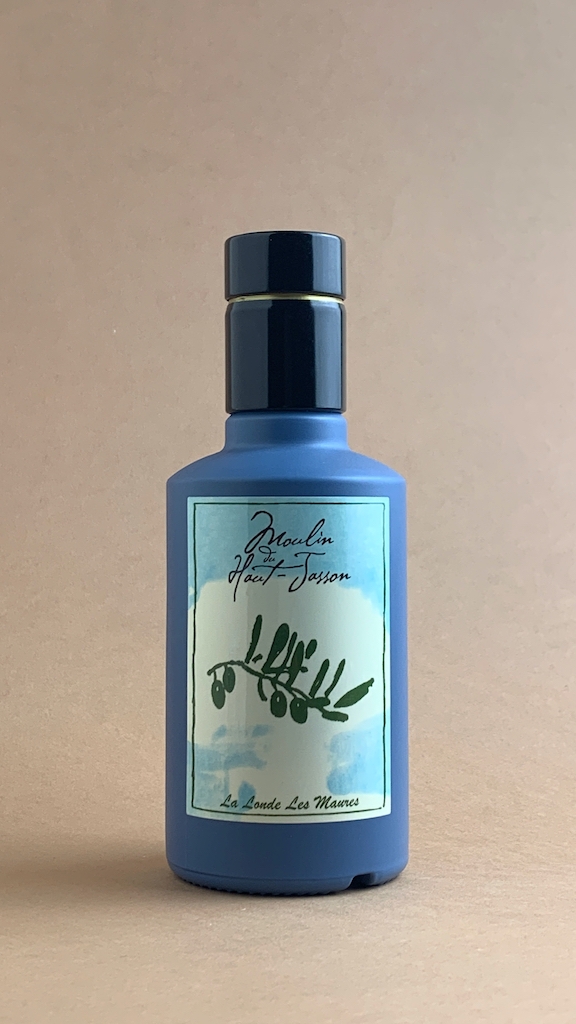 Moulin
du
Haut-Jasson
La Londe Les Maures